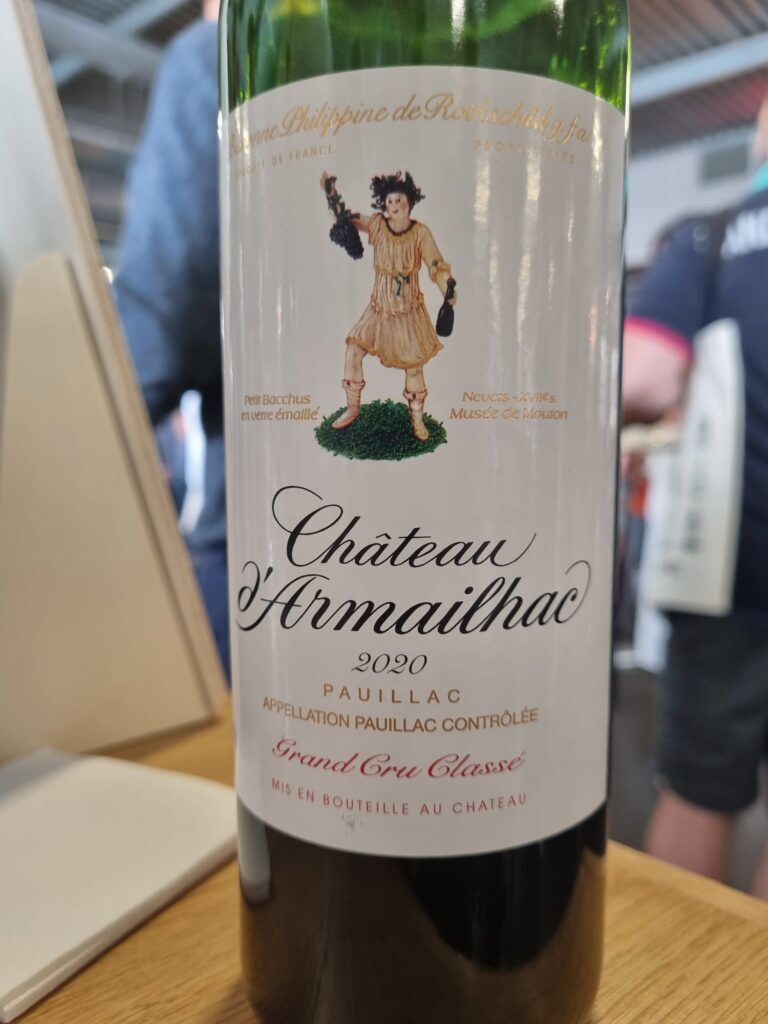 Baronne Philippine de Rothschild g.f.a.
PRODUIT DE FRANCE PROPRIETAIRE
Petit Bacchus
en verre émaillé
Nevers - XVIIe s.
Musée de Mouton
Château
d'Armailhac
2020
PAUILLAC
APPELLATION PAUILLAC CONTRÔLÉE
Grand Cru Classé
MIS EN BOUTEILLE AU CHATEAU